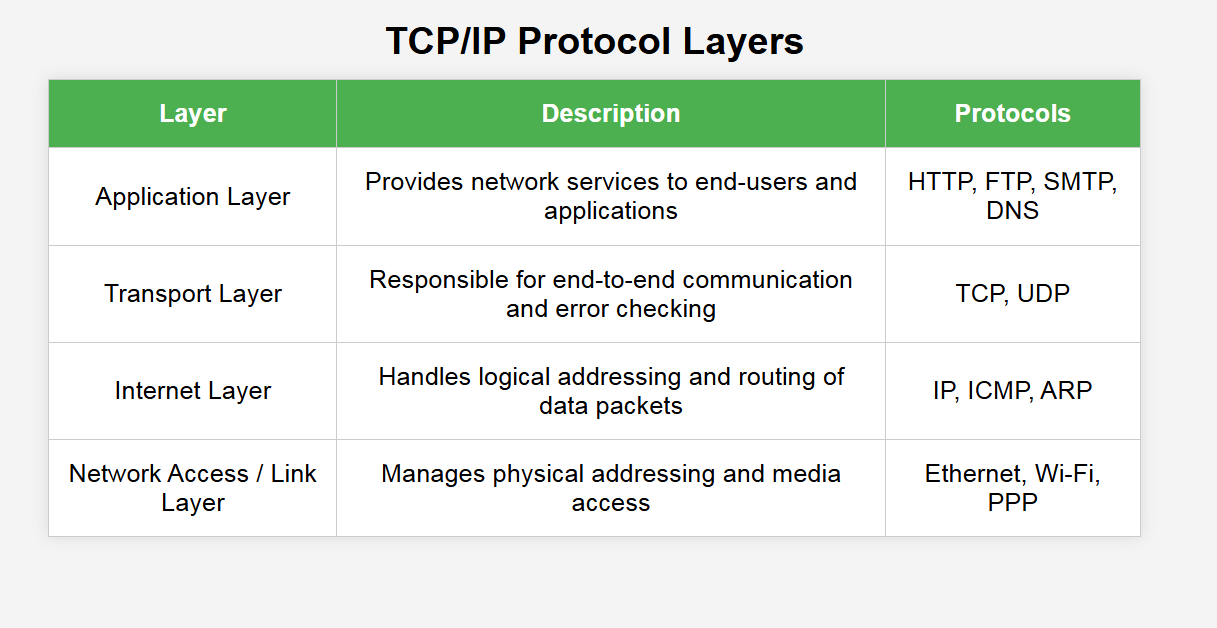 TCP/IP Protocol Layers
Layer
Description
Protocols
Application Layer
Provides network services to end-users and
applications
HTTP, FTP, SMTP,
DNS
Transport Layer
Responsible for end-to-end communication
and error checking
TCP, UDP
Internet Layer
Handles logical addressing and routing of
data packets
IP, ICMP, ARP
Network Access / Link
Layer
Manages physical addressing and media
access
Ethernet, Wi-Fi,
PPP